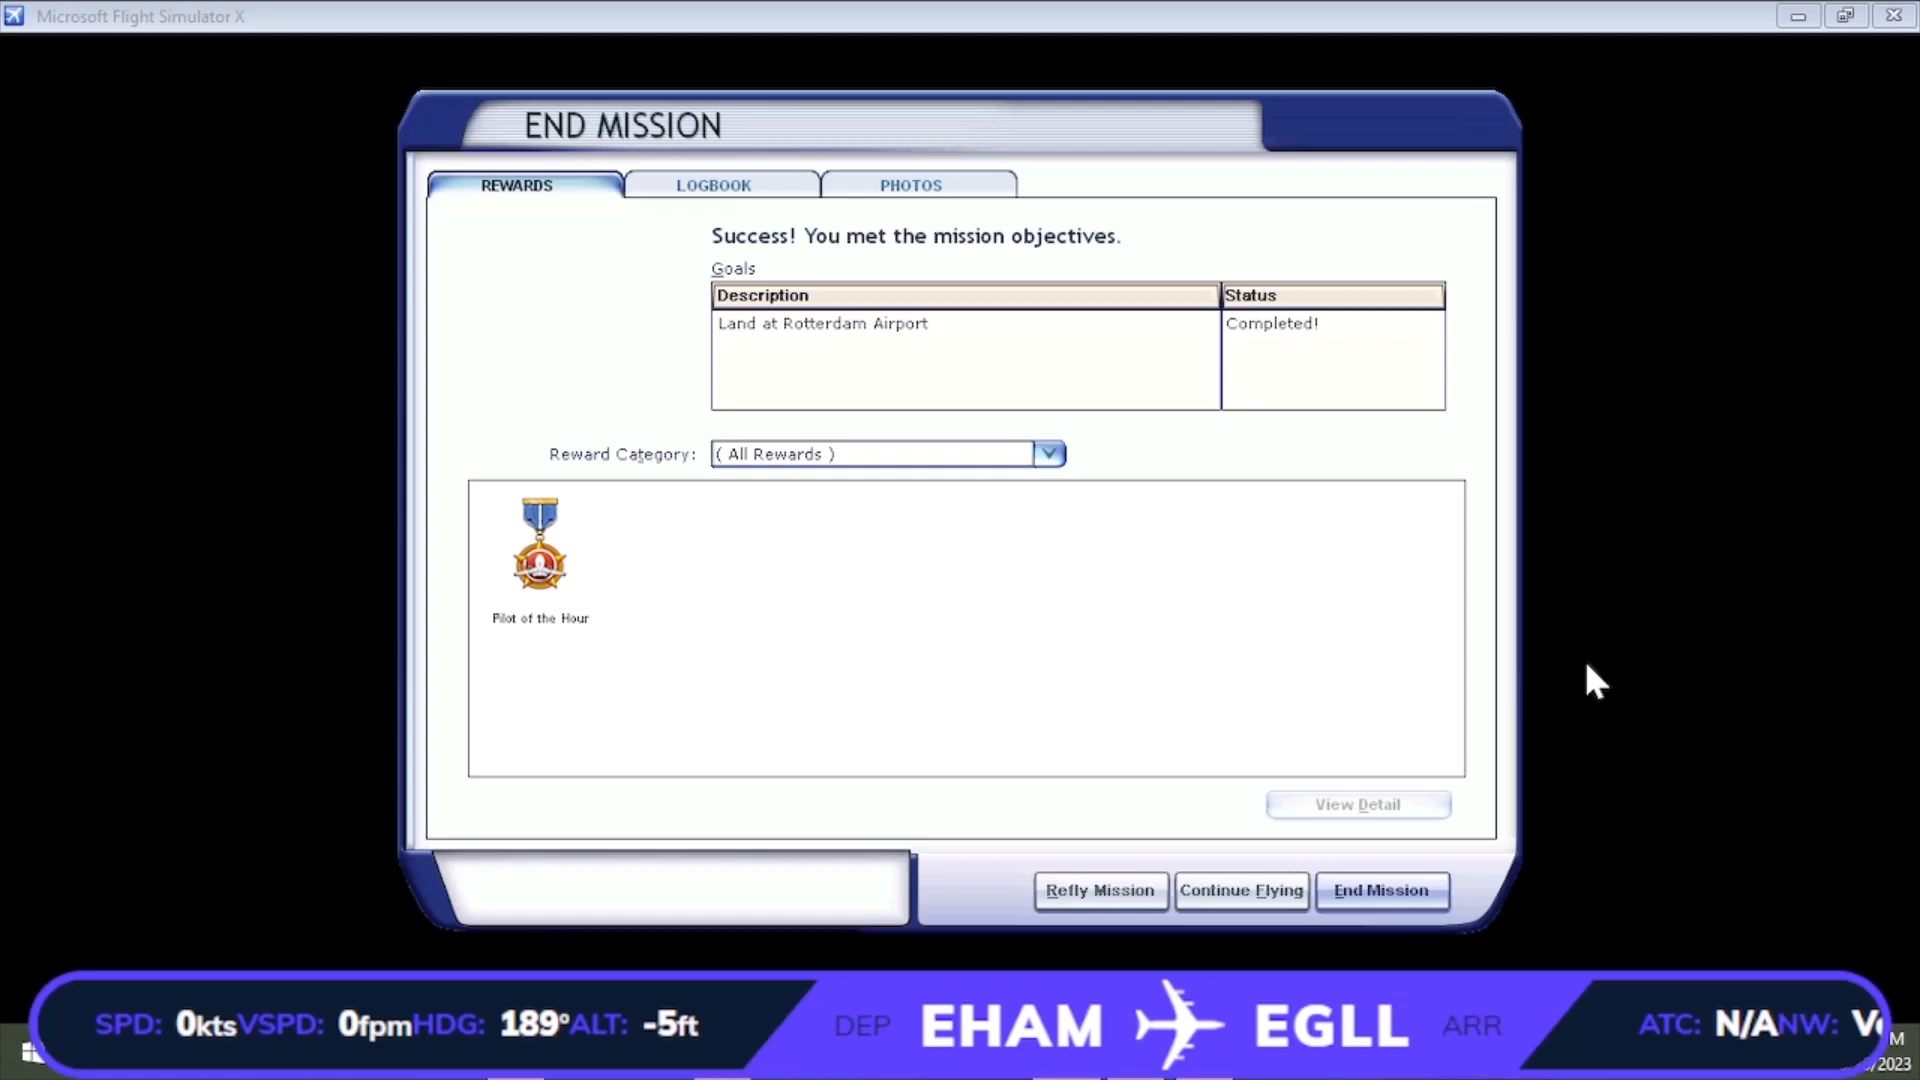 Microsoft Flight Simulator X
END MISSION
REWARDS LOGBOOK PHOTOS
Success! You met the mission objectives.
Goals
Description Status
Land at Rotterdam Airport Completed!
Reward Category: ( All Rewards )
Pilot of the Hour
View Detail
Refly Mission Continue Flying End Mission
SPD: 0kts VSPD: 0fpm HDG: 189° ALT: -5ft DEP EHAM EGLL ARR ATC: N/A NW:
M
/2023